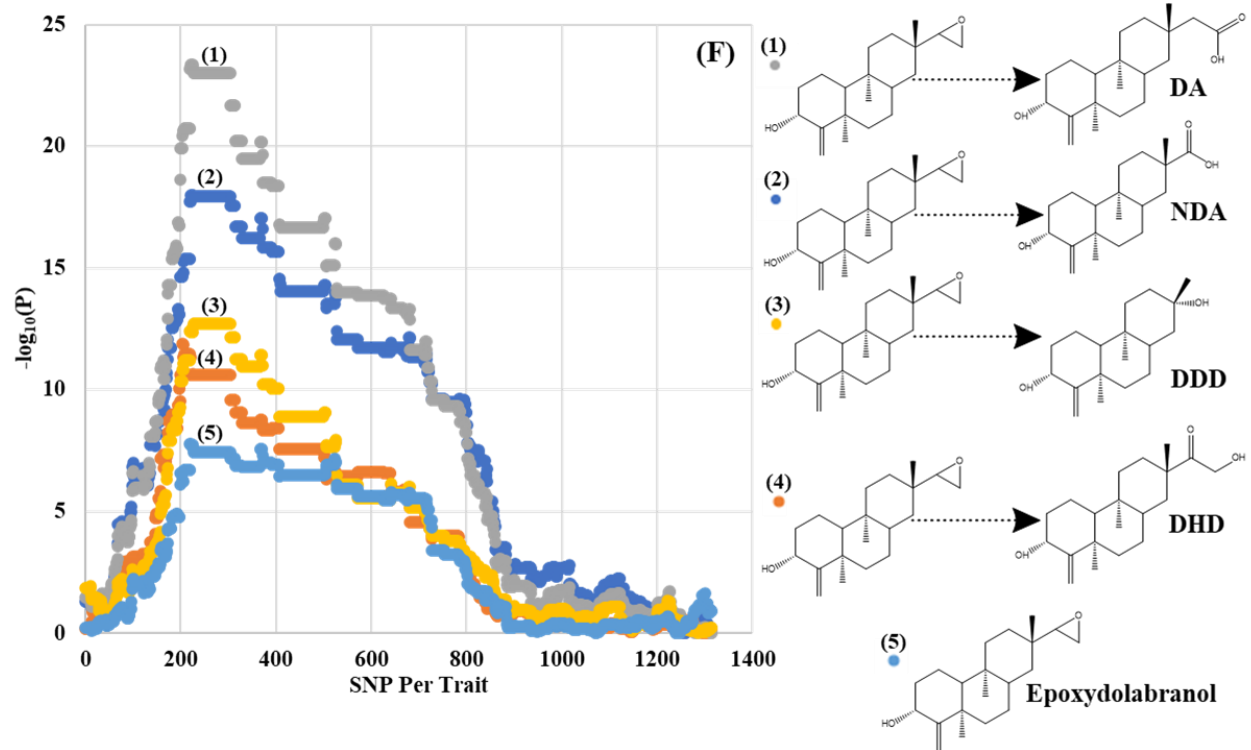 (F)
25
20
15
10
5
0
-log10(P)
0 200 400 600 800 1000 1200 1400
SNP Per Trait
(1)
(2)
(3)
(4)
(5)
(1)
HO
O
OH
O
OH
DA
(2)
HO
O
OH
O
OH
NDA
(3)
HO
O
OH
OH
DDD
(4)
HO
O
OH
O
OH
DHD
(5)
HO
O
Epoxydolabranol